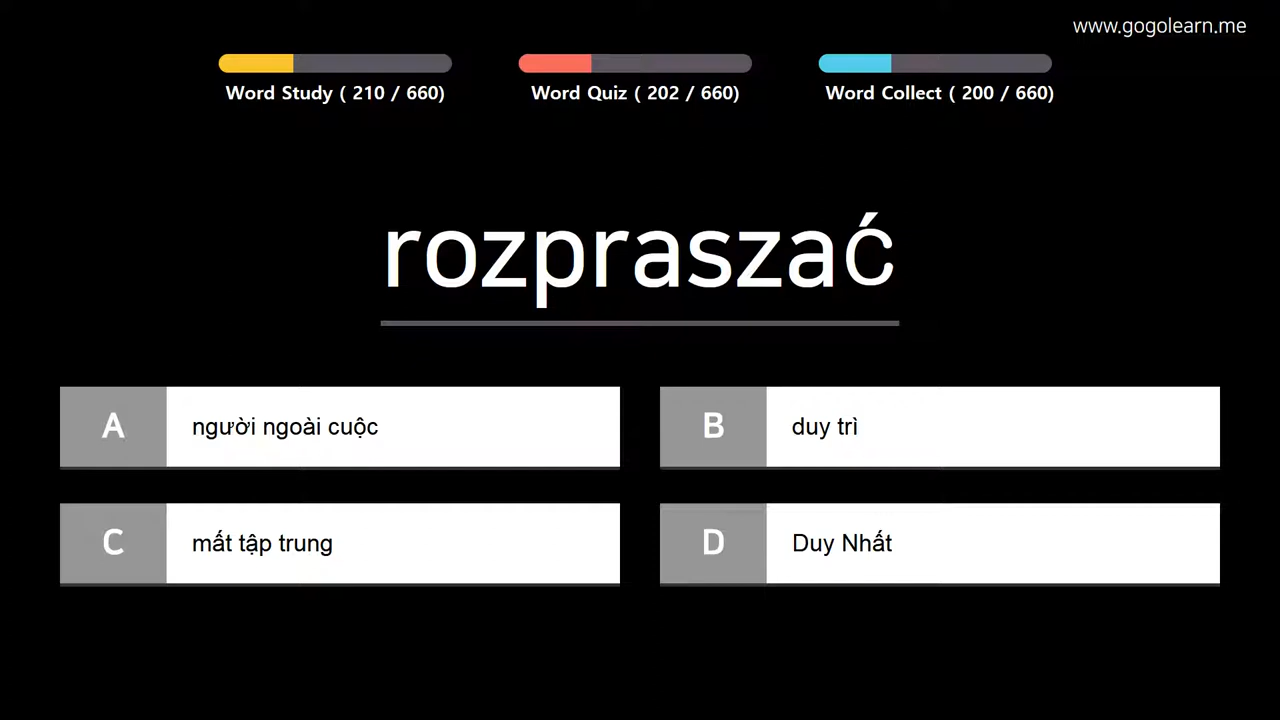 www.gogolearn.me
Word Study ( 210 / 660)
Word Quiz ( 202 / 660)
Word Collect ( 200 / 660)
rozpraszać
A người ngoài cuộc
B duy trì
C mất tập trung
D Duy Nhất